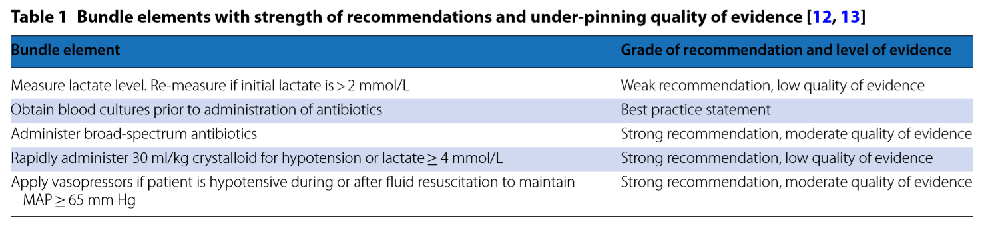 Table 1 Bundle elements with strength of recommendations and under-pinning quality of evidence [12, 13]
Bundle element Grade of recommendation and level of evidence
Measure lactate level. Re-measure if initial lactate is > 2 mmol/L Weak recommendation, low quality of evidence
Obtain blood cultures prior to administration of antibiotics Best practice statement
Administer broad-spectrum antibiotics Strong recommendation, moderate quality of evidence
Rapidly administer 30 ml/kg crystalloid for hypotension or lactate ≥ 4 mmol/L Strong recommendation, low quality of evidence
Apply vasopressors if patient is hypotensive during or after fluid resuscitation to maintain Strong recommendation, moderate quality of evidence
MAP ≥ 65 mm Hg